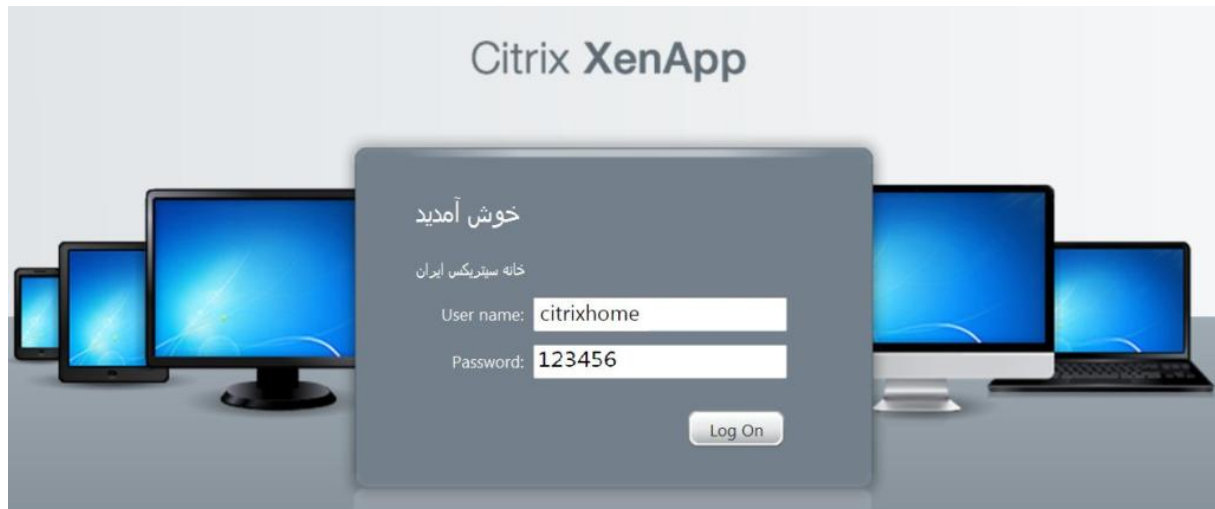 Citrix XenApp
خوش آمدید
خانه سیتریکس ایران
User name: citrixhome
Password: 123456
Log On